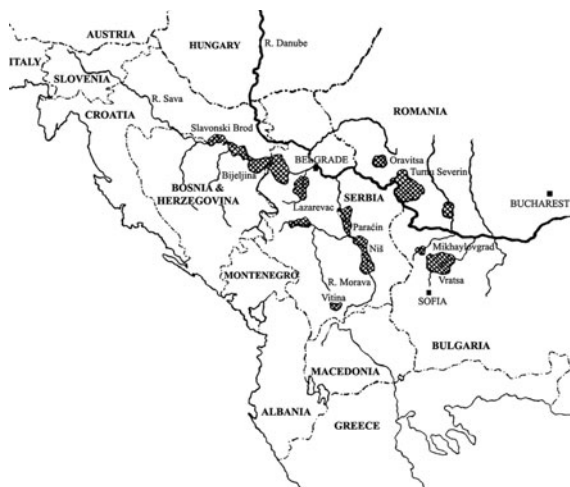 AUSTRIA
HUNGARY
R. Danube
ITALY
SLOVENIA
R. Sava
ROMANIA
CROATIA
Slavonski Brod
BELGRADE
Oravitsa
Turnu Severin
Bijeljina
BOSNIA &
HERZEGOVINA
SERBIA
Lazarevac
BUCHAREST
Paraćin
Niš
Mikhaylovgrad
MONTENEGRO
R. Morava
Vratsa
Vitina
SOFIA
BULGARIA
MACEDONIA
ALBANIA
GREECE